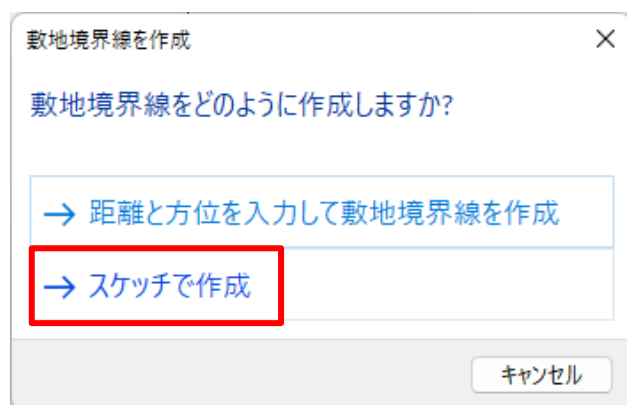 敷地境界線を作成
敷地境界線をどのように作成しますか?
→ 距離と方位を入力して敷地境界線を作成
→ スケッチで作成
キャンセル